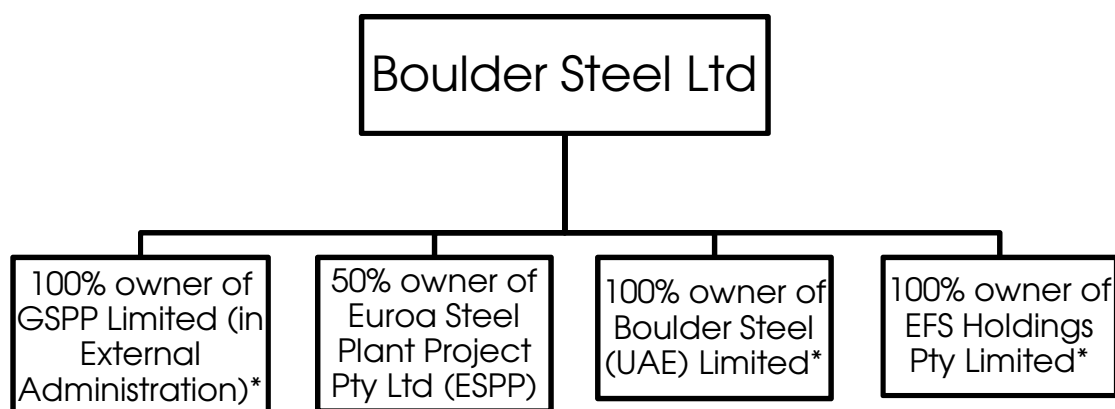 Boulder Steel Ltd
100% owner of
GSPP Limited (in
External
Administration)*
50% owner of
Euroa Steel
Plant Project
Pty Ltd (ESPP)
100% owner of
Boulder Steel
(UAE) Limited*
100% owner of
EFS Holdings
Pty Limited*